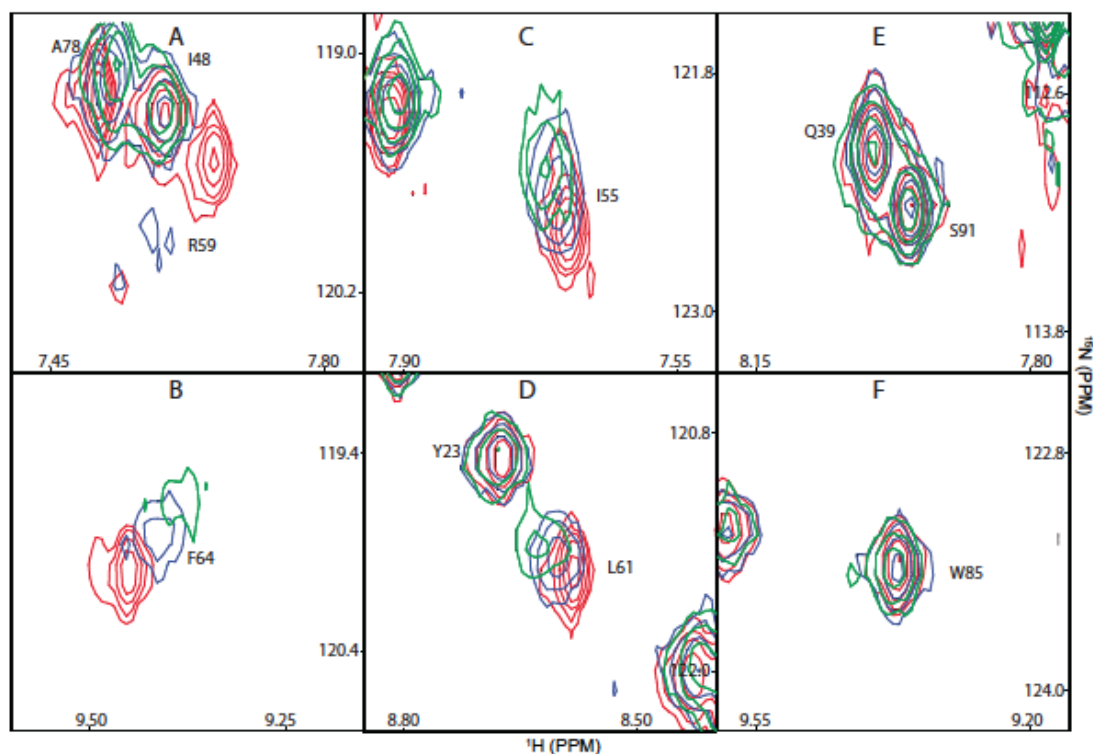 A
A78
I48
R59
119.0
120.2
7.45
7.80
C
I55
121.8
123.0
7.90
7.55
E
Q39
S91
112.6
113.8
8.15
7.80
B
F64
119.4
120.4
9.50
9.25
D
Y23
L61
120.8
122.0
8.80
8.50
F
W85
122.8
124.0
9.55
9.20
¹H (PPM)
¹⁵N (PPM)